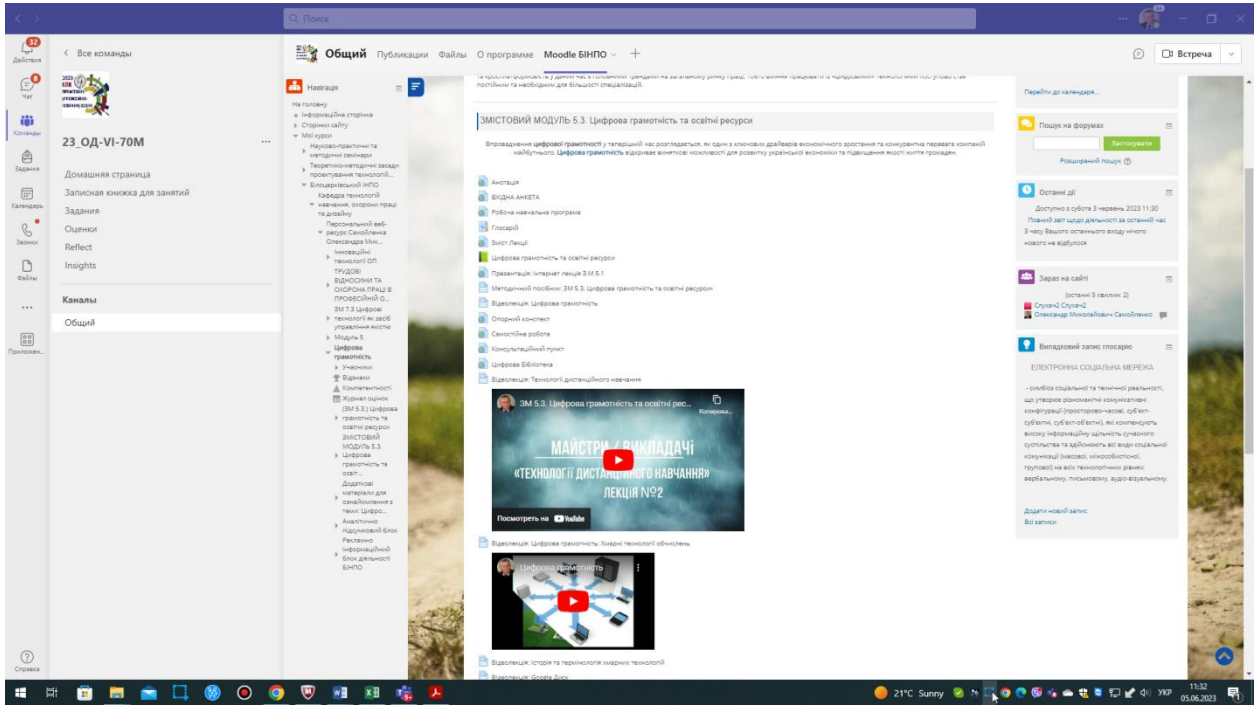 Поиск
32
Действия
Чат
Команды
Задания
Календарь
Звонки
Файлы
Приложен...
Справка
Все команды
23_ОД-VI-70М
Домашняя страница
Записная книжка для занятий
Задания
Оценки
Reflect
Insights
Каналы
Общий
Общий Публикации Файлы О программе Moodle БІНПО
Встреча
Навігація
На головну
Інформаційна сторінка
Сторінки сайту
Мої курси
Науково-практичні та
методичні семінари
Теоретико-методичні засади
проектування технологій...
Білоцерківський ІНПО
Кафедра технологій
навчання, охорони праці
та дизайну
Персональний веб-
ресурс Самойленка
Олександра Мик...
Інноваційні
технології ОП
ТРУДОВІ
ВІДНОСИНИ ТА
ОХОРОНА ПРАЦІ В
ПРОФЕСІЙНІЙ О...
ЗМ 7.3 Цифрові
технології як засіб
управління якістю
Модуль 5
Цифрова
грамотність
Учасники
Відзнаки
Компетентності
Журнал оцінок
(ЗМ 5.3.) Цифрова
грамотність та
освітні ресурси
ЗМІСТОВИЙ
МОДУЛЬ 5.3.
Цифрова
грамотність та
освіт...
Додаткові
матеріали для
ознайомлення з
теми: Цифро...
Аналітично
підсумковий блок
Рекламно
інформаційний
блок діяльності
БІНПО
постійним та необхідним для більшості спеціалізацій.
ЗМІСТОВИЙ МОДУЛЬ 5.3. Цифрова грамотність та освітні ресурси
Впровадження цифрової грамотності у теперішній час розглядається, як один з ключових драйверів економічного зростання та конкурентна перевага компаній
майбутнього. Цифрова грамотність відкриває виняткові можливості для розвитку української економіки та підвищення якості життя громадян.
Анотація
ВХІДНА АНКЕТА
Робоча навчальна програма
Глосарій
Зміст Лекції
Цифрова грамотність та освітні ресурси
Презентація: Інтернет лекція З.М.5.1
Методичний посібник: ЗМ 5.3. Цифрова грамотність та освітні ресурси»
Відеолекція: Цифрова грамотність
Опорний конспект
Самостійна робота
Консультаційний пункт
Цифрова Бібліотека
Відеолекція: Технології дистанційного навчання
ЗМ 5.3. Цифрова грамотність та освітні рес...
Копирова...
МАЙСТРИ / ВИКЛАДАЧІ
«ТЕХНОЛОГІЇ ДИСТАНЦІЙНОГО НАВЧАННЯ»
ЛЕКЦІЯ №2
Посмотреть на YouTube
Відеолекція: Цифрова грамотність: Хмарні технології обчислень
Цифрова грамотність
Відеолекція: Історія та термінологія хмарних технологій
Відеолекція: Google Диск
Перейти до календаря...
Пошук на форумах
Застосувати
Розширений пошук
Останні дії
Доступно з субота 3 червень 2023 11:30
Повний звіт щодо діяльності за останній час
З часу Вашого останнього входу нічого
нового не відбулося
Зараз на сайті
(останні 5 хвилин: 2)
Слухач2 Слухач2
Олександр Миколайович Самойленко
Випадковий запис глосарію
ЕЛЕКТРОННА СОЦІАЛЬНА МЕРЕЖА
- симбіоз соціальної та технічної реальності,
що утворює різноманітні комунікативні
конфігурації (просторово-часові, суб'єкт-
суб'єктні, суб'єкт-об'єктні), які компенсують
високу інформаційну щільність сучасного
суспільства та здійснюють всі види соціальної
комунікації (масової, міжособистісної,
групової) на всіх технологічних рівнях:
вербальному, письмовому, аудіо-візуальному.
Додати новий запис
Всі записи
21°C Sunny
УКР
11:32
05.06.2023